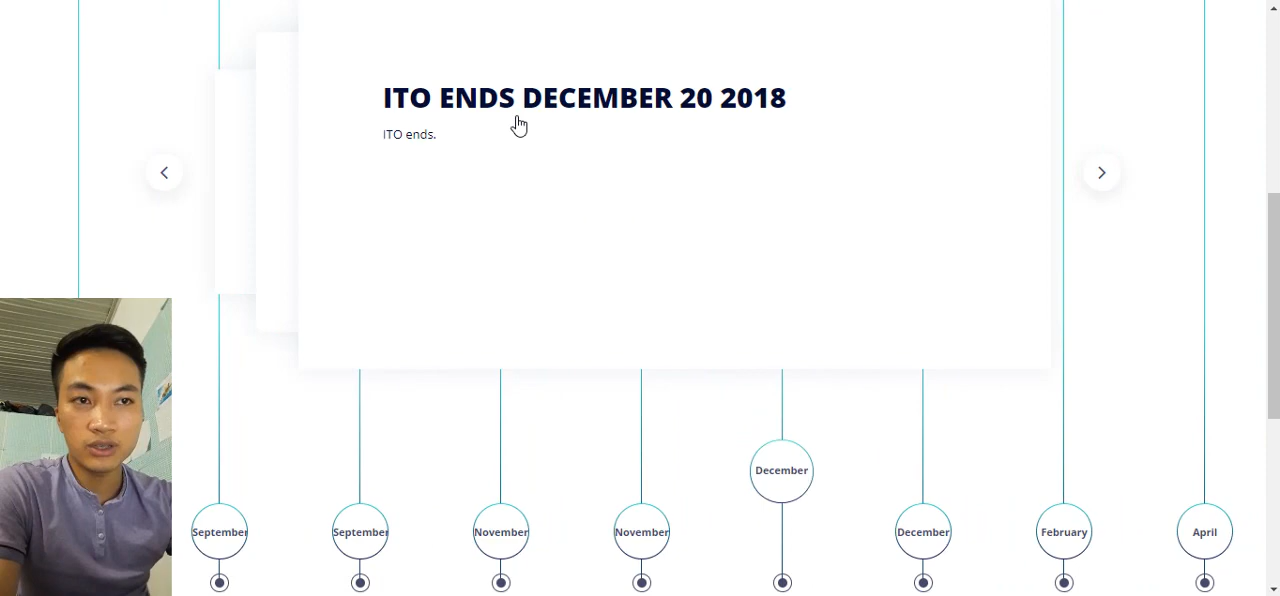 ITO ENDS DECEMBER 20 2018
ITO ends.
December
September
September
November
November
December
February
April